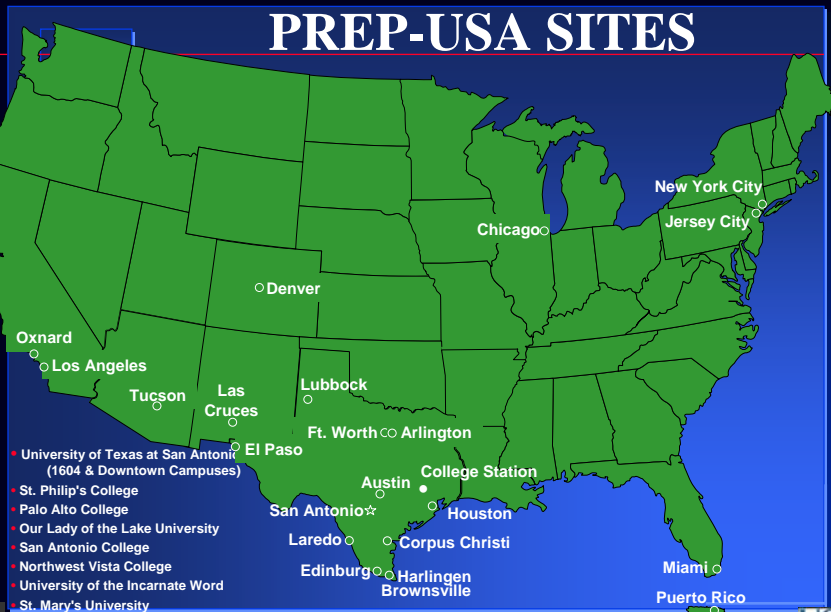 PREP-USA SITES
New York City
Jersey City
Chicago
Denver
Oxnard
Los Angeles
Tucson
Las
Cruces
Lubbock
Ft. Worth
Arlington
El Paso
College Station
Austin
San Antonio
Houston
Laredo
Corpus Christi
Edinburg
Harlingen
Brownsville
Miami
Puerto Rico
• University of Texas at San Antonio
(1604 & Downtown Campuses)
• St. Philip's College
• Palo Alto College
• Our Lady of the Lake University
• San Antonio College
• Northwest Vista College
• University of the Incarnate Word
• St. Mary's University